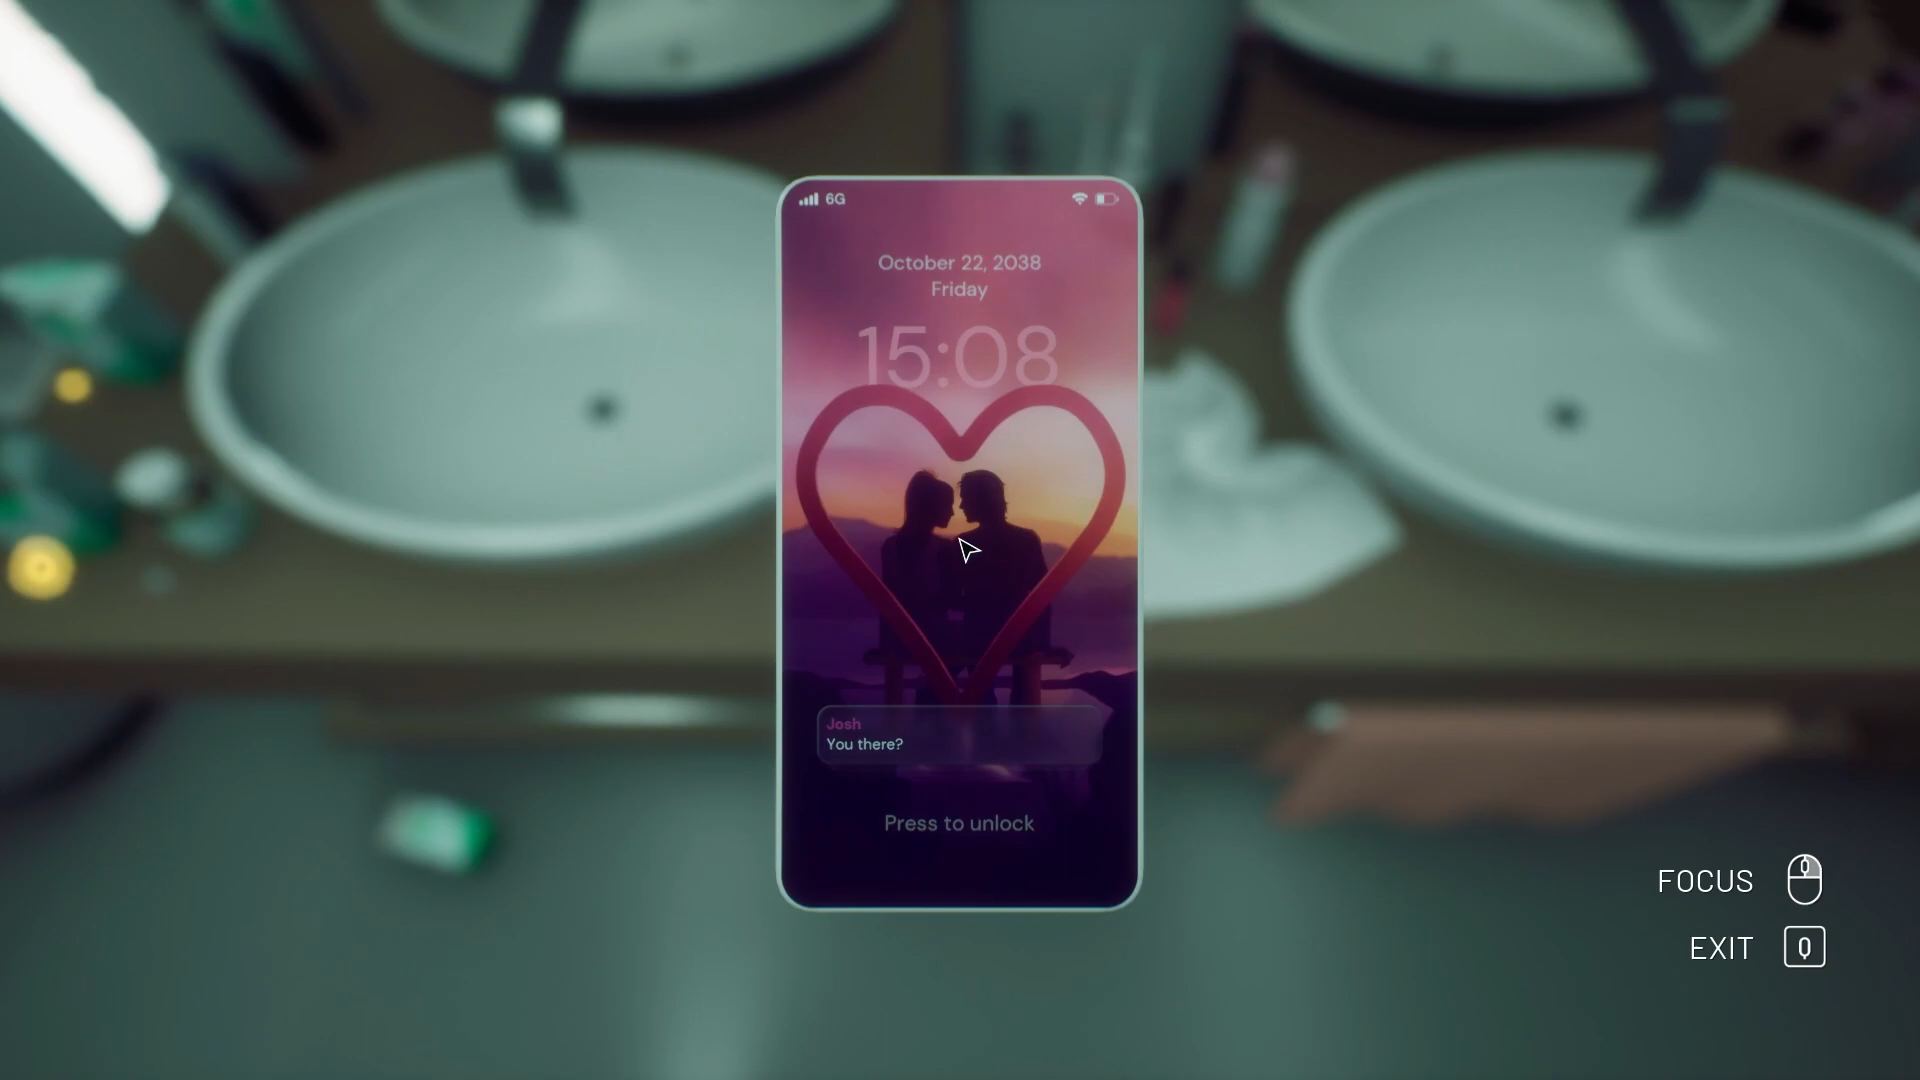 6G
October 22, 2038
Friday
15:08
Josh
You there?
Press to unlock
FOCUS
EXIT Q